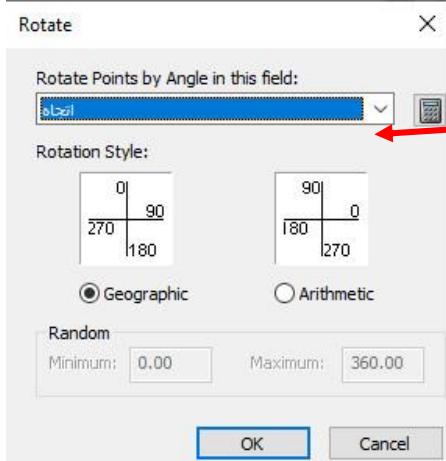 Rotate
Rotate Points by Angle in this field:
اتجاه
Rotation Style:
0 90
90 0
270 180
180 270
Geographic Arithmetic
Random
Minimum: 0.00 Maximum: 360.00
OK Cancel